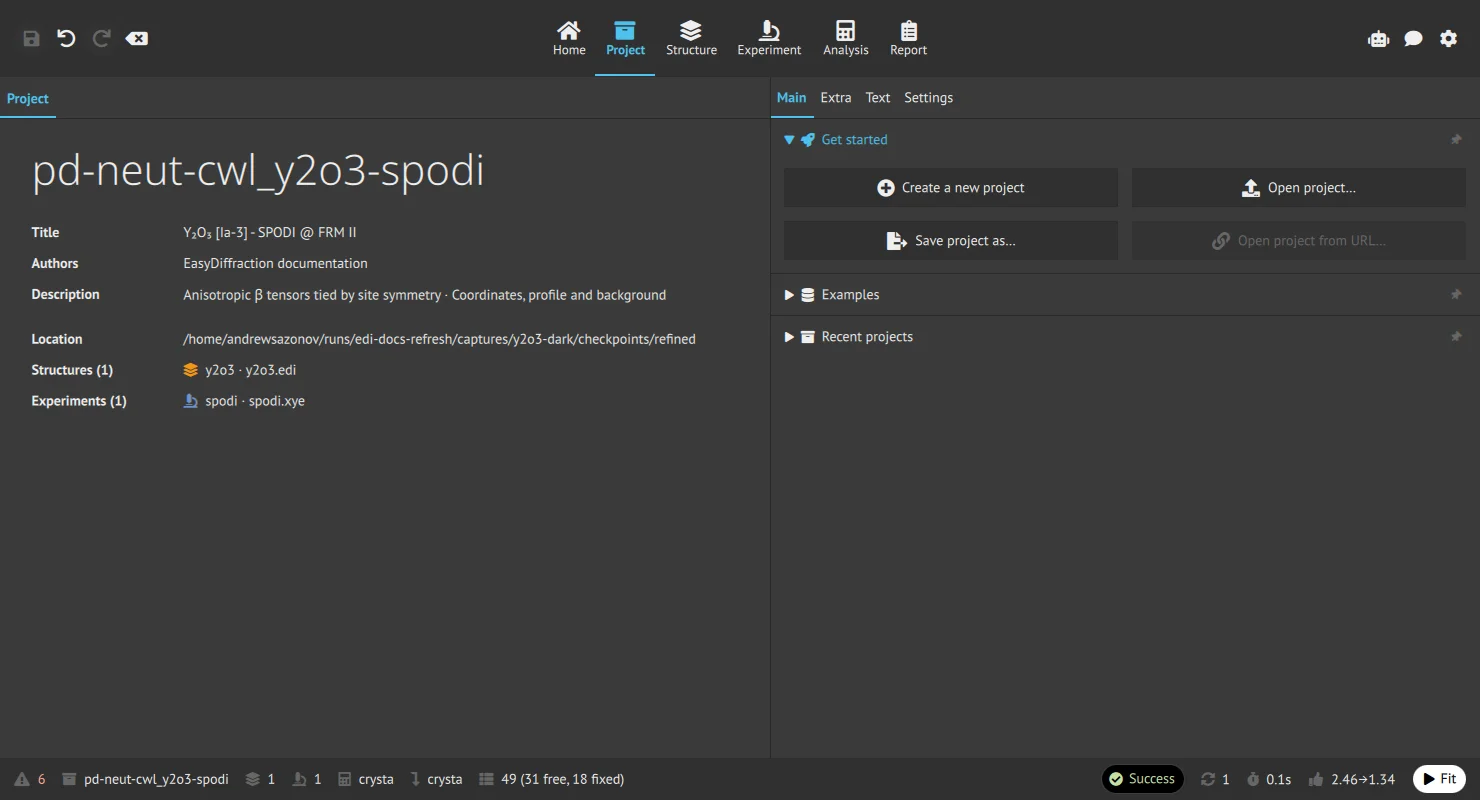 Home
Project
Structure
Experiment
Analysis
Report
Project
Main
Extra
Text
Settings
pd-neut-cwl_y2o3-spodi
Title
Y₂O₃ [Ia-3] - SPODI @ FRM II
Authors
EasyDiffraction documentation
Description
Anisotropic β tensors tied by site symmetry · Coordinates, profile and background
Location
/home/andrewsazonov/runs/edi-docs-refresh/captures/y2o3-dark/checkpoints/refined
Structures (1)
y2o3 · y2o3.edi
Experiments (1)
spodi · spodi.xye
Get started
Create a new project
Open project...
Save project as...
Open project from URL...
Examples
Recent projects
6
pd-neut-cwl_y2o3-spodi
1
1
crysta
crysta
49 (31 free, 18 fixed)
Success
1
0.1s
2.46→1.34
Fit